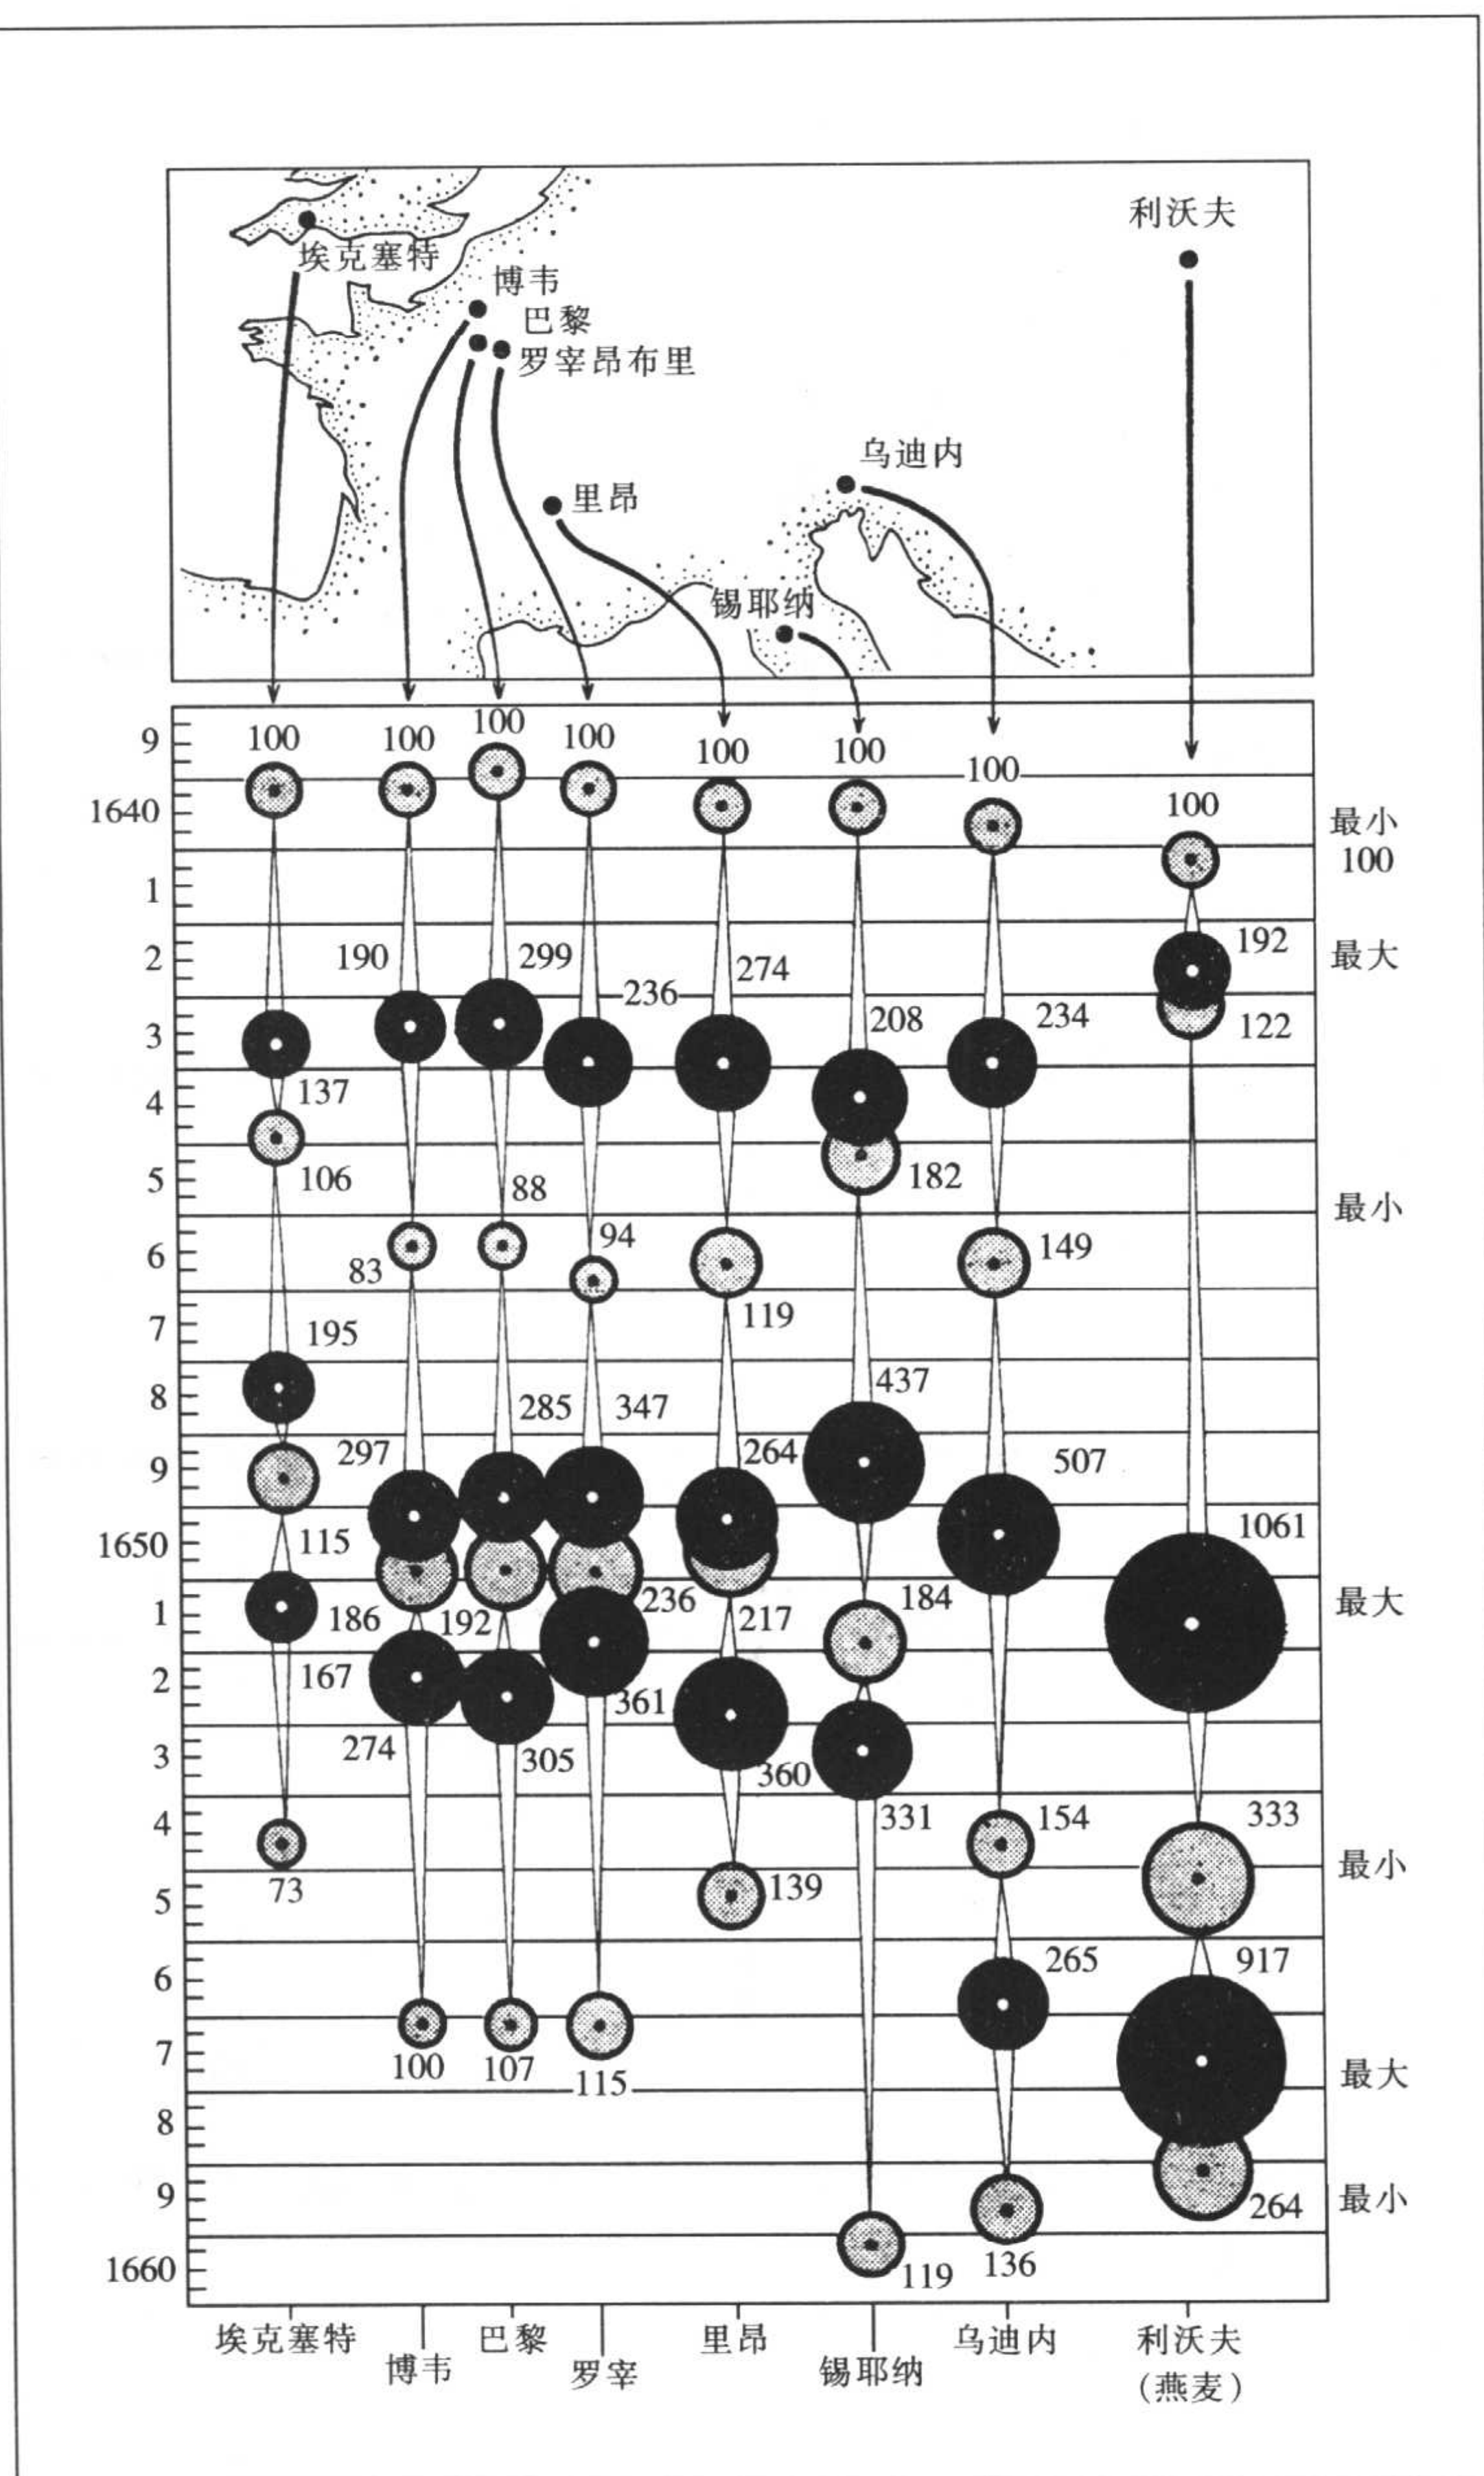 利沃夫
埃克塞特
博韦
巴黎
罗宰昂布里
乌迪内
里昂
锡耶纳
9 100 100 100 100 100 100 100
1640 100 最小
100
1
2 190 299 274 192 最大
236
3 208 234 122
4 137
5 106 88 182 最小
6 83 94 149
7 195 119
8 285 347 437
9 297 264 507
1650 115 1061
1 186 192 236 217 184 最大
2 167 361
3 274 305 360
4 331 154 333
5 73 139 最小
6 265 917
7 100 107 115 最大
8
9 264 最小
1660 119 136
埃克塞特 巴黎 里昂 乌迪内 利沃夫
博韦 罗宰 锡耶纳 (燕麦)